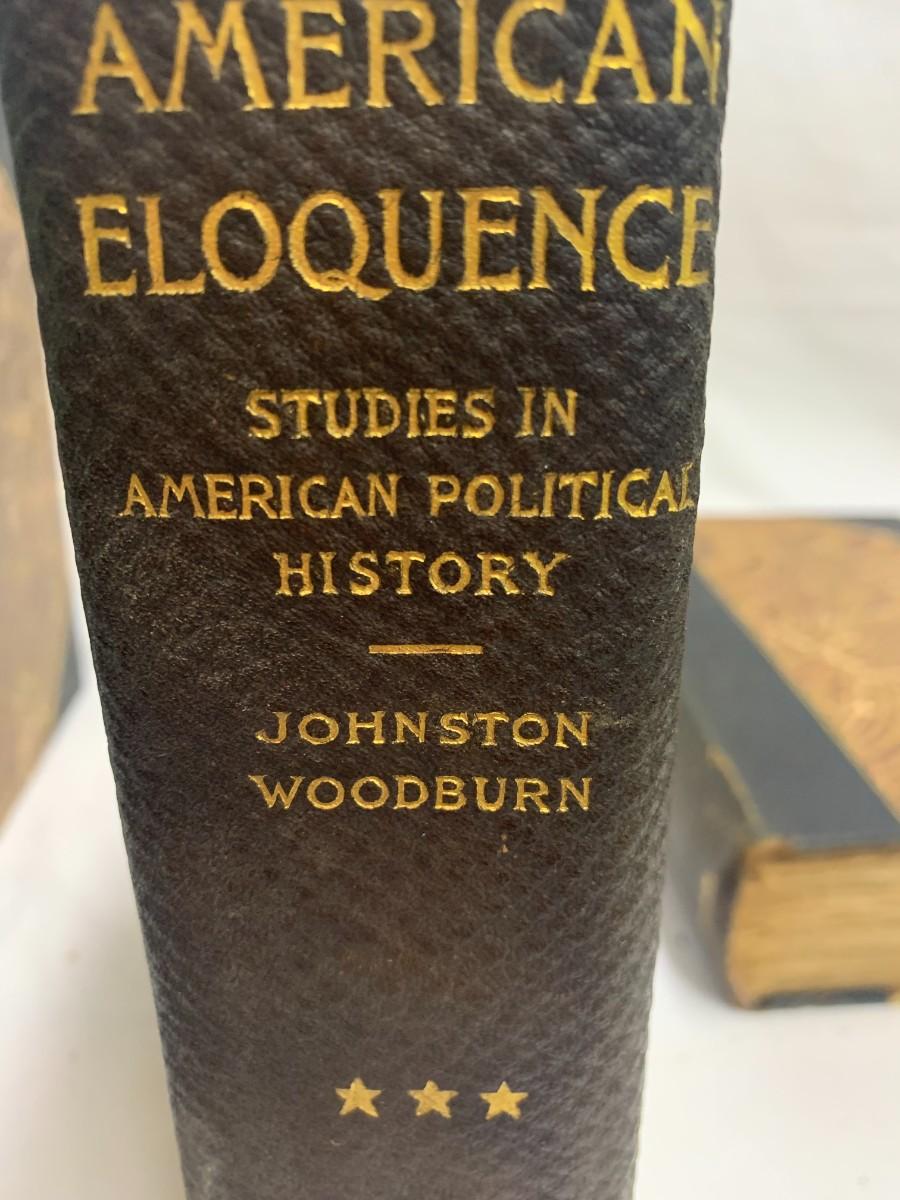 AMERICAN
ELOQUENCE
STUDIES IN
AMERICAN POLITICAL
HISTORY
JOHNSTON
WOODBURN